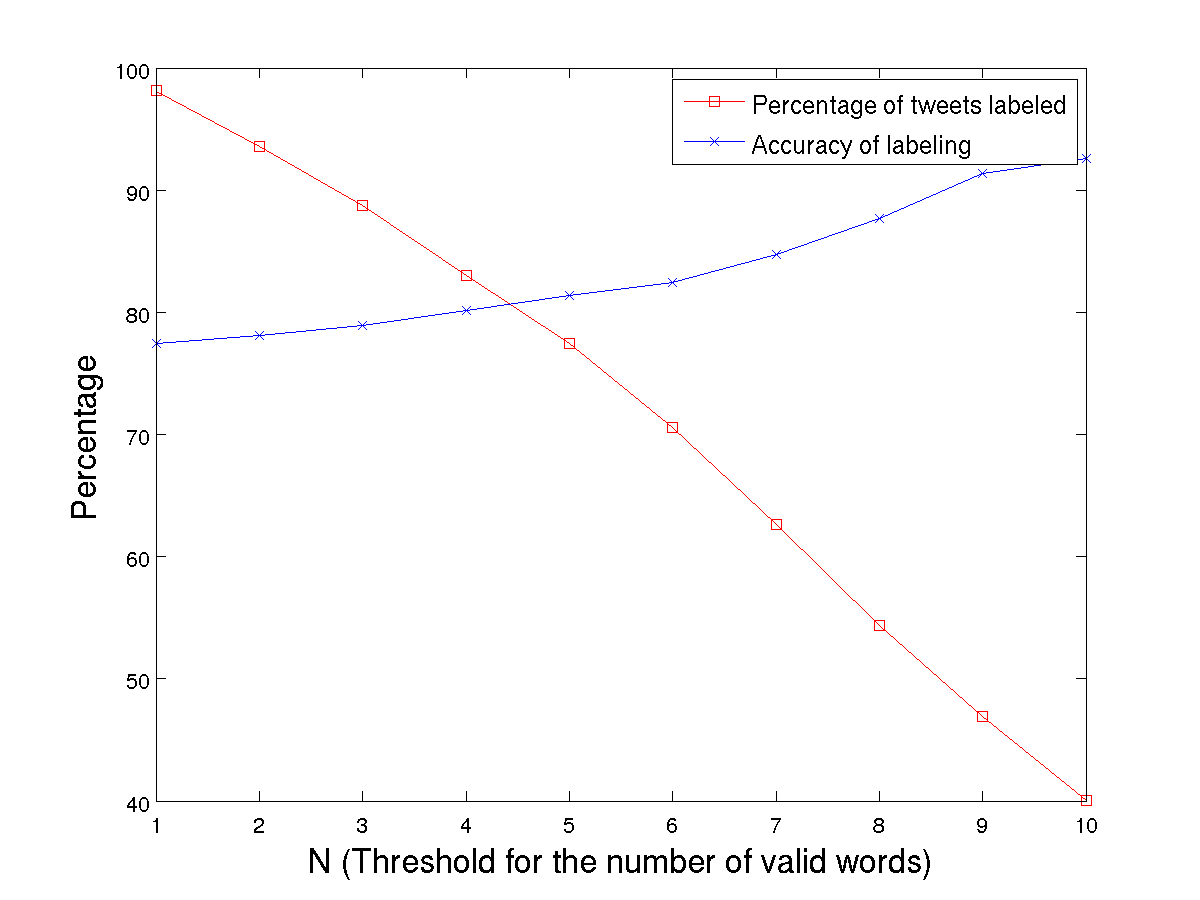 100
90
80
70
60
50
40
Percentage
Percentage of tweets labeled
Accuracy of labeling
1 2 3 4 5 6 7 8 9 10
N (Threshold for the number of valid words)